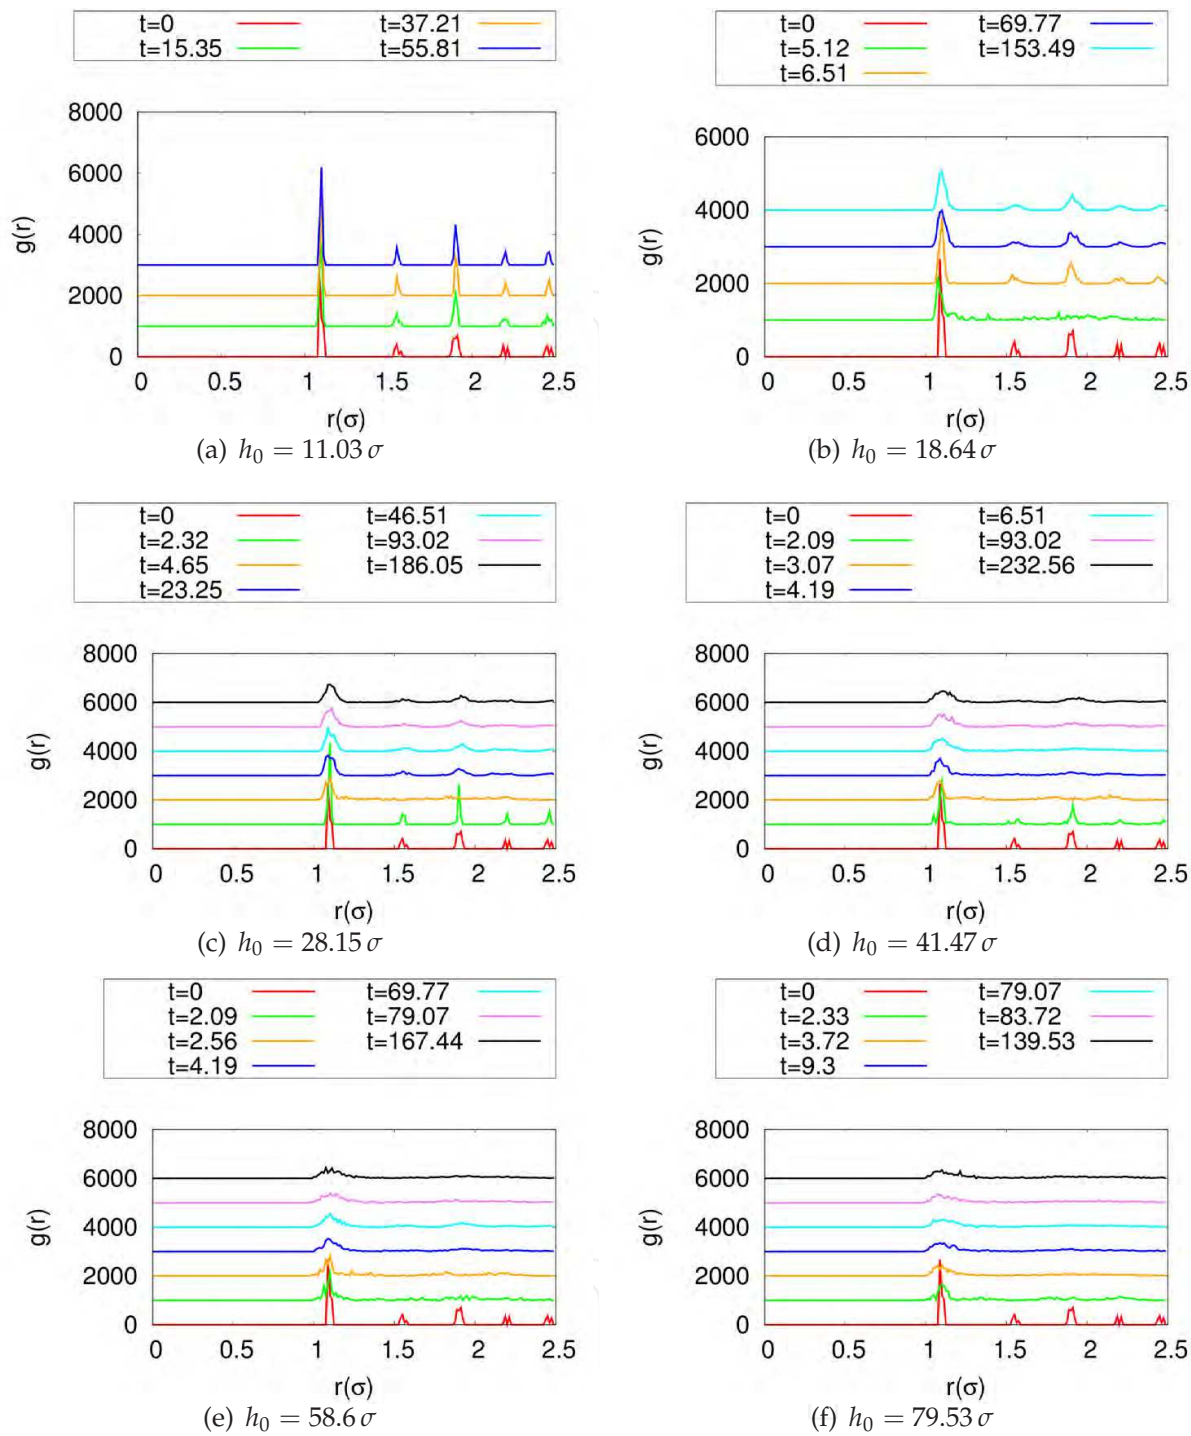 t=0 t=37.21
t=15.35 t=55.81
8000
6000
4000
2000
0
g(r)
0 0.5 1 1.5 2 2.5
r(σ)
(a) h₀ = 11.03 σ
t=0 t=69.77
t=5.12 t=153.49
t=6.51
6000
4000
2000
0
g(r)
0 0.5 1 1.5 2 2.5
r(σ)
(b) h₀ = 18.64 σ
t=0 t=46.51
t=2.32 t=93.02
t=4.65 t=186.05
t=23.25
8000
6000
4000
2000
0
g(r)
0 0.5 1 1.5 2 2.5
r(σ)
(c) h₀ = 28.15 σ
t=0 t=6.51
t=2.09 t=93.02
t=3.07 t=232.56
t=4.19
8000
6000
4000
2000
0
g(r)
0 0.5 1 1.5 2 2.5
r(σ)
(d) h₀ = 41.47 σ
t=0 t=69.77
t=2.09 t=79.07
t=2.56 t=167.44
t=4.19
8000
6000
4000
2000
0
g(r)
0 0.5 1 1.5 2 2.5
r(σ)
(e) h₀ = 58.6 σ
t=0 t=79.07
t=2.33 t=83.72
t=3.72 t=139.53
t=9.3
8000
6000
4000
2000
0
g(r)
0 0.5 1 1.5 2 2.5
r(σ)
(f) h₀ = 79.53 σ